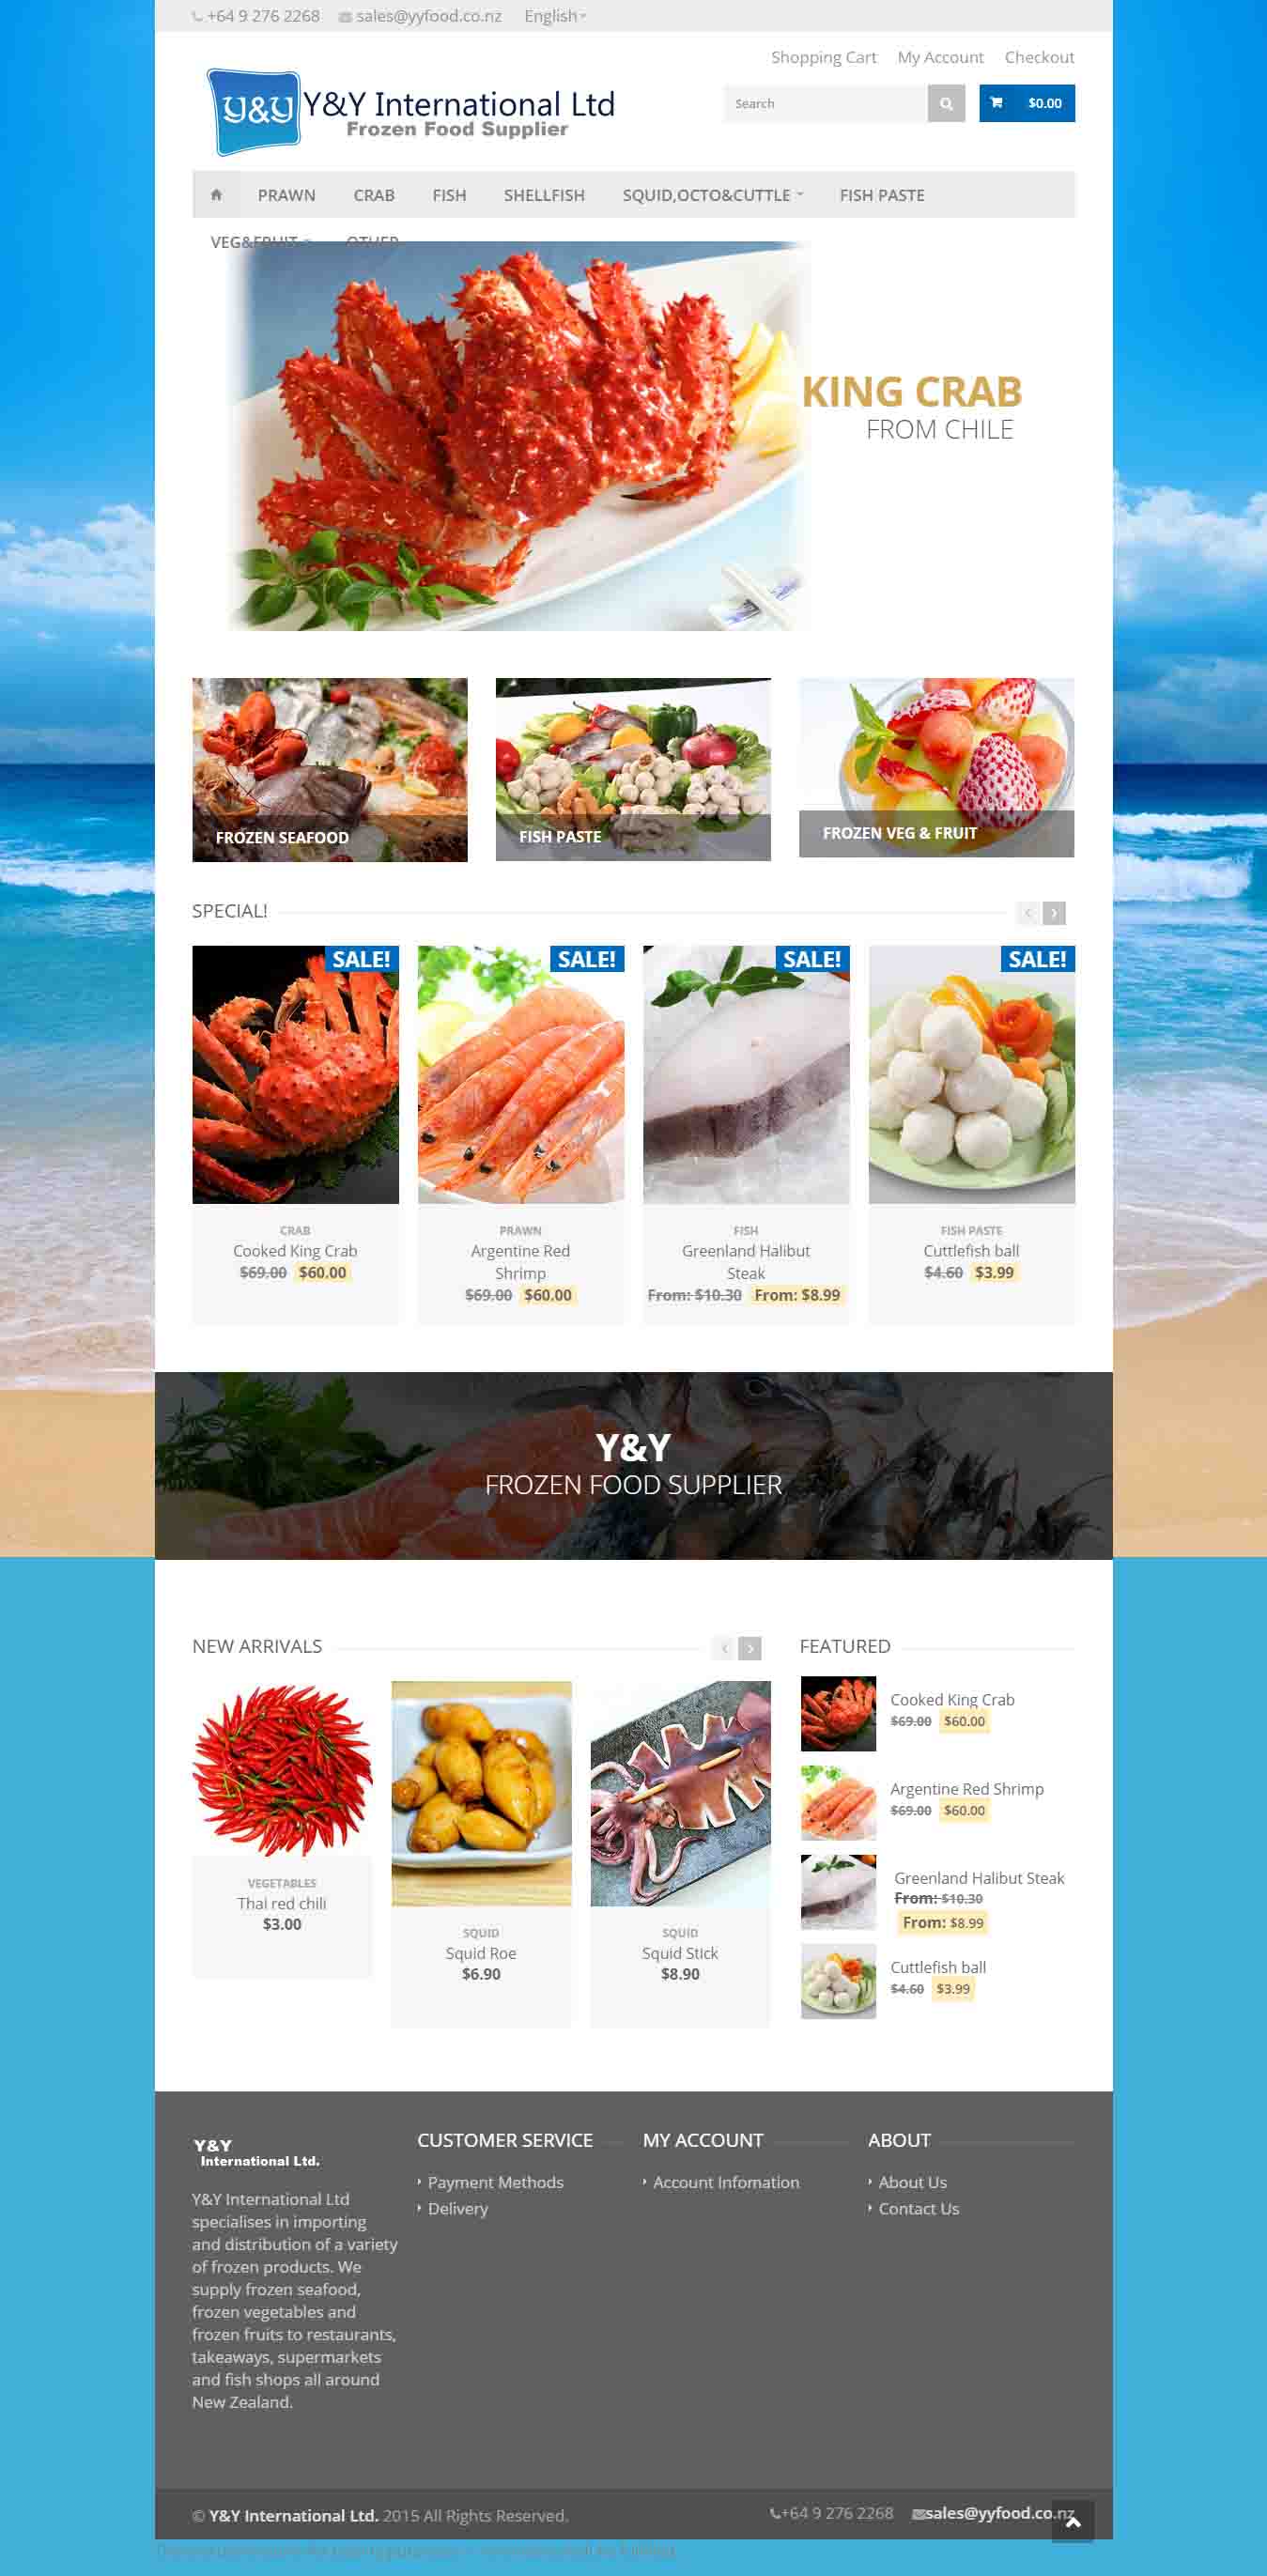 +64 9 276 2268 sales@yyfood.co.nz English
Shopping Cart My Account Checkout
y&y Y&Y International Ltd
Frozen Food Supplier
Search $0.00
PRAWN CRAB FISH SHELLFISH SQUID,OCTO&CUTTLE FISH PASTE
VEG&FRUIT OTHER
KING CRAB
FROM CHILE
FROZEN SEAFOOD FISH PASTE FROZEN VEG & FRUIT
SPECIAL!
SALE! SALE! SALE! SALE!
CRAB
Cooked King Crab
$69.00 $60.00
PRAWN
Argentine Red
Shrimp
$69.00 $60.00
FISH
Greenland Halibut
Steak
From: $10.30 From: $8.99
FISH PASTE
Cuttlefish ball
$4.60 $3.99
Y&Y
FROZEN FOOD SUPPLIER
NEW ARRIVALS
VEGETABLES
Thai red chili
$3.00
SQUID
Squid Roe
$6.90
SQUID
Squid Stick
$8.90
FEATURED
Cooked King Crab
$69.00 $60.00
Argentine Red Shrimp
$69.00 $60.00
Greenland Halibut Steak
From: $10.30
From: $8.99
Cuttlefish ball
$4.60 $3.99
Y&Y
International Ltd.
Y&Y International Ltd
specialises in importing
and distribution of a variety
of frozen products. We
supply frozen seafood,
frozen vegetables and
frozen fruits to restaurants,
takeaways, supermarkets
and fish shops all around
New Zealand.
CUSTOMER SERVICE
Payment Methods
Delivery
MY ACCOUNT
Account Infomation
ABOUT
About Us
Contact Us
© Y&Y International Ltd. 2015 All Rights Reserved.
+64 9 276 2268 sales@yyfood.co.nz